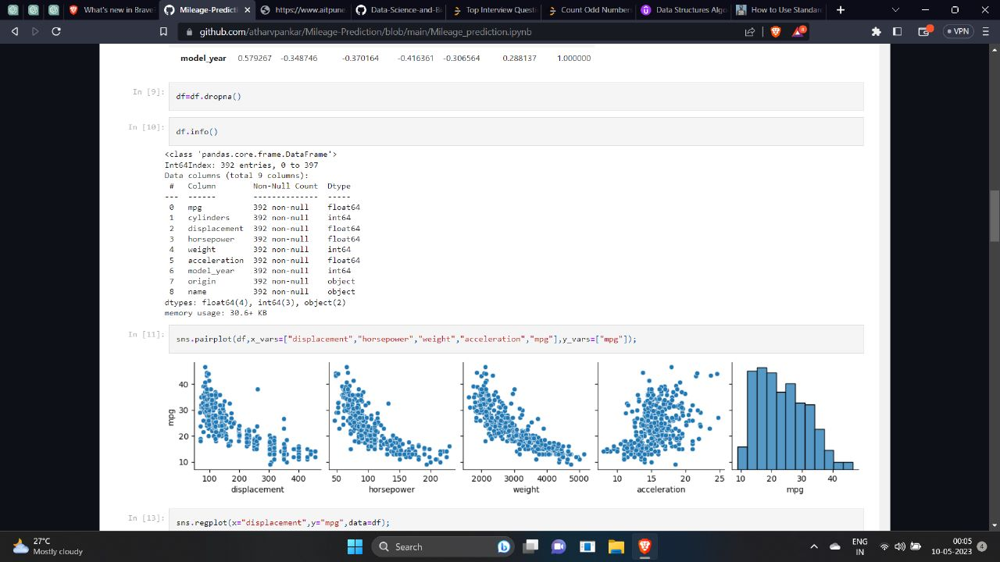 What's new in Brave
Mileage-Predicti
https://www.aitpune.
Data-Science-and-B
Top Interview Questi
Count Odd Numbers
Data Structures Algo
How to Use Standar
github.com/atharvpankar/Mileage-Prediction/blob/main/Mileage_prediction.ipynb
8
VPN
model_year 0.579267 -0.348746 -0.370164 -0.416361 -0.306564 0.288137 1.000000
In [9]: df=df.dropna()
In [10]: df.info()
<class 'pandas.core.frame.DataFrame'>
Int64Index: 392 entries, 0 to 397
Data columns (total 9 columns):
# Column Non-Null Count Dtype
--- ------ -------------- -----
0 mpg 392 non-null float64
1 cylinders 392 non-null int64
2 displacement 392 non-null float64
3 horsepower 392 non-null float64
4 weight 392 non-null int64
5 acceleration 392 non-null float64
6 model_year 392 non-null int64
7 origin 392 non-null object
8 name 392 non-null object
dtypes: float64(4), int64(3), object(2)
memory usage: 30.6+ KB
In [11]: sns.pairplot(df,x_vars=["displacement","horsepower","weight","acceleration","mpg"],y_vars=["mpg"]);
mpg
40
30
20
10
100 200 300 400
displacement
50 100 150 200
horsepower
2000 3000 4000 5000
weight
10 15 20 25
acceleration
10 20 30 40
mpg
In [13]: sns.regplot(x="displacement",y="mpg",data=df);
27°C
Mostly cloudy
Search
ENG
IN
00:05
10-05-2023
4